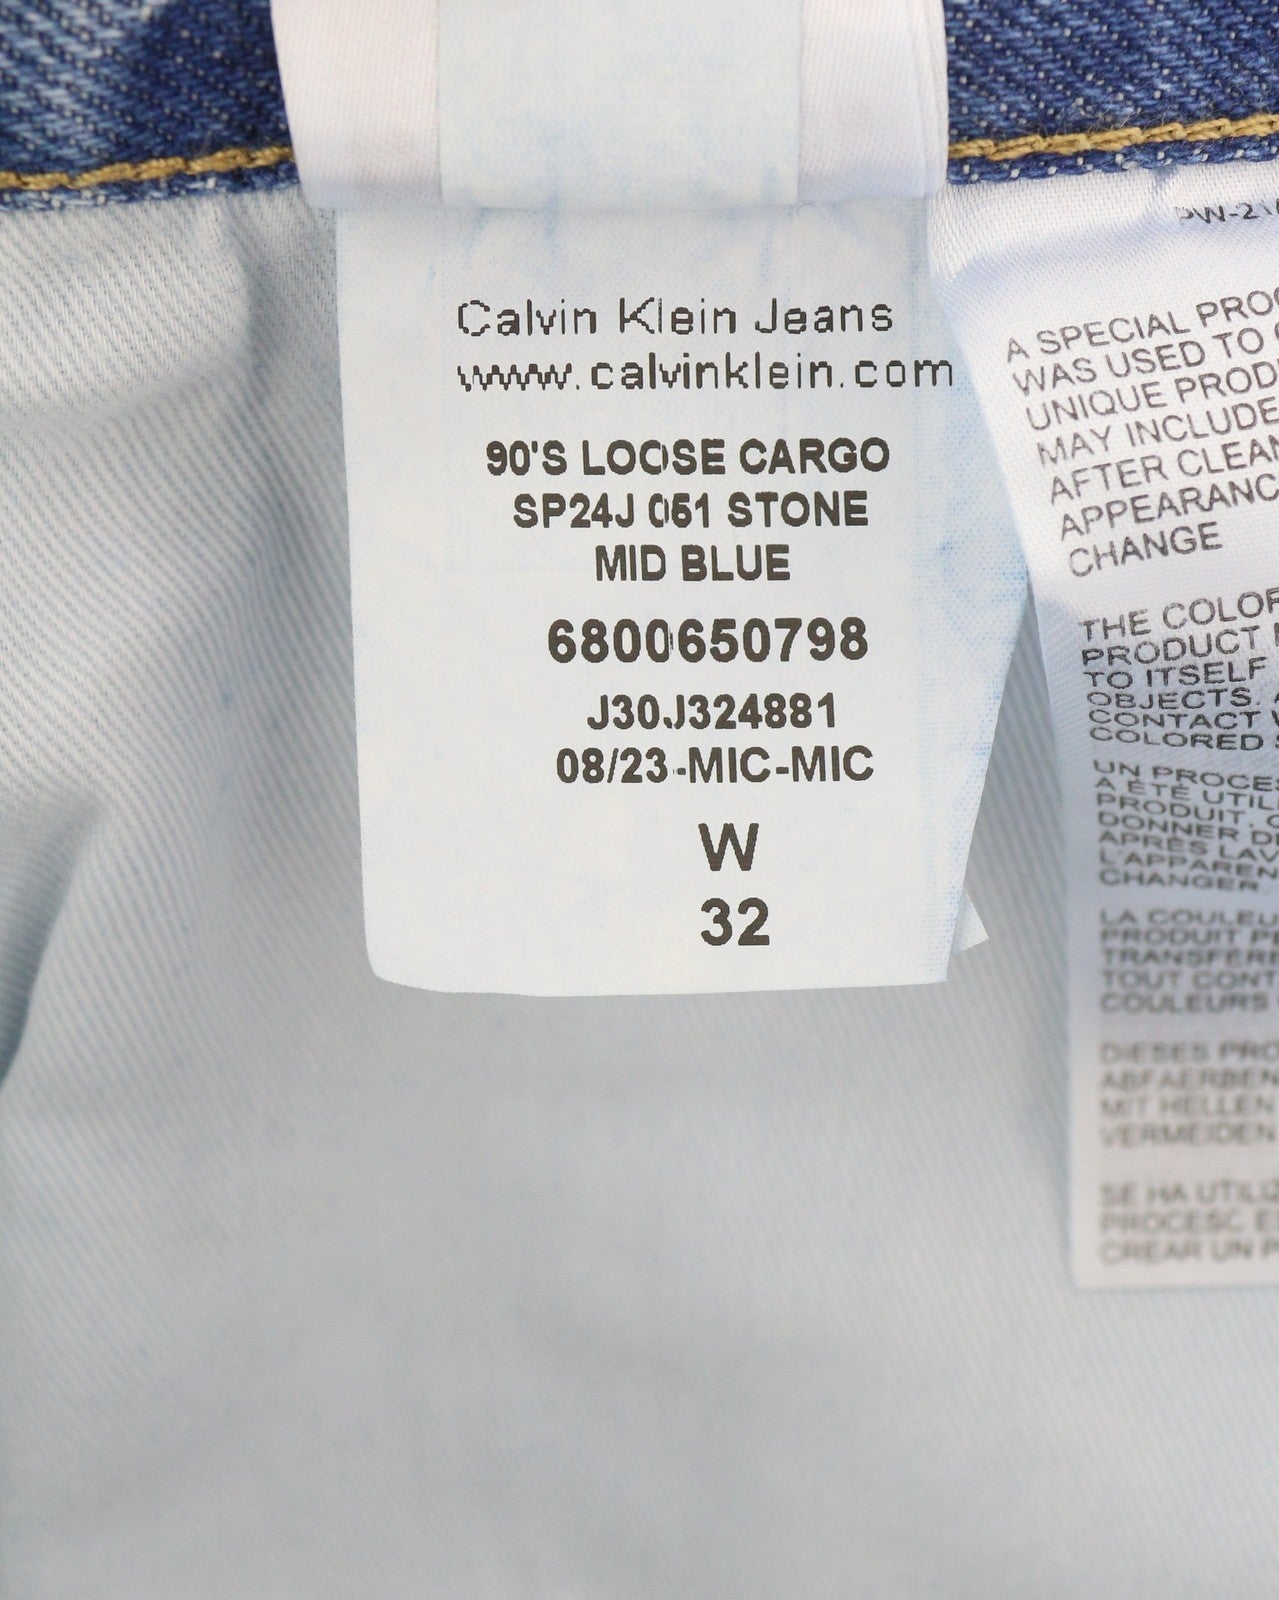 Calvin Klein Jeans
www.calvinklein.com
90'S LOOSE CARGO
SP24J 051 STONE
MID BLUE
6800650798
J30J324881
08/23-MIC-MIC
W
32
A SPECIAL PROC
WAS USED TO
UNIQUE PROD
MAY INCLUDE
AFTER CLEAN
APPEARANC
CHANGE
THE COLOR
PRODUCT
TO ITSELF
OBJECTS.
CONTACT
COLORED
UN PROCES
A ÉTÉ UTIL
PRODUIT.
DONNER
APRÈS LAV
L'APPAREN
CHANGER
LA COULEU
PRODUIT PE
TRANSFÉRE
TOUT CONT
COULEURS
DIESES PRO
ABFAERBEN
MIT HELLEN
VERMEIDEN
SE HA UTILIZ
PROCESO E
CREAR UN P